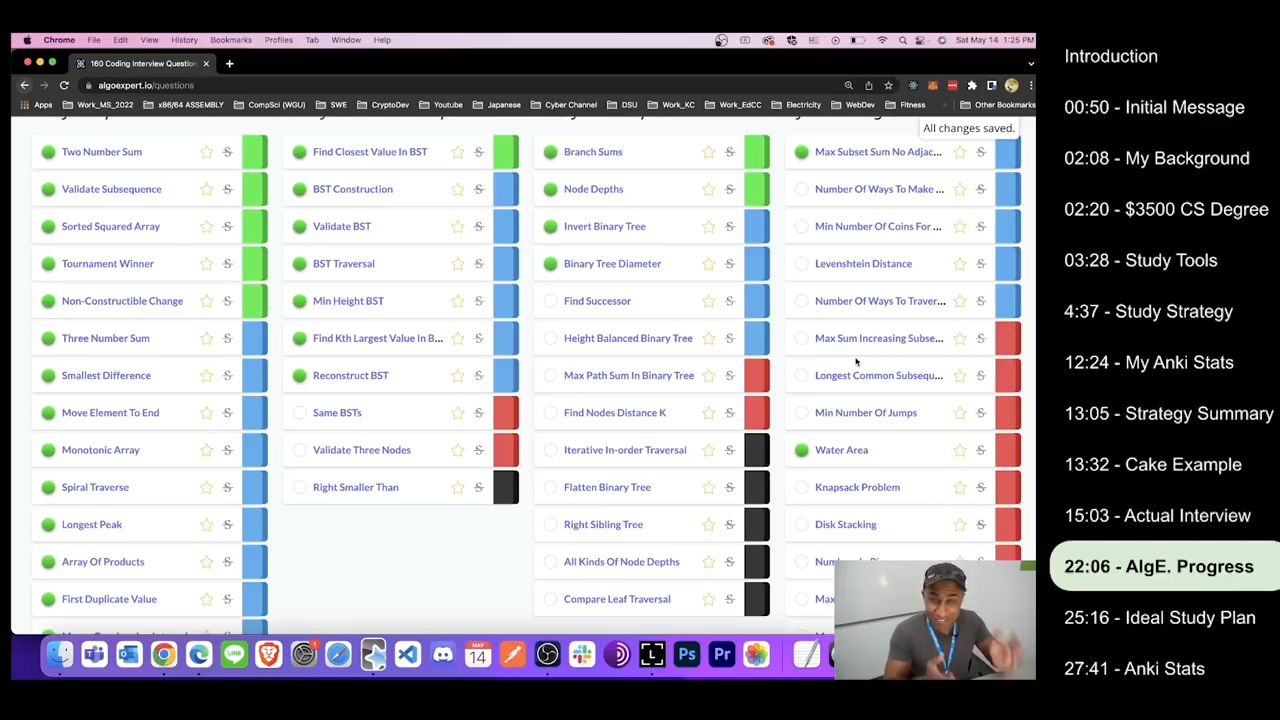 Chrome File Edit View History Bookmarks Profiles Tab Window Help
Sat May 14 1:25 PM
160 Coding Interview Question
algoexpert.io/questions
Apps Work_MS_2022 x86/64 ASSEMBLY CompSci (WGU) SWE CryptoDev Youtube Japanese Cyber Channel DSU Work_KC Work_EdCC Electricity WebDev Fitness Other Bookmarks
All changes saved.
Two Number Sum
Validate Subsequence
Sorted Squared Array
Tournament Winner
Non-Constructible Change
Three Number Sum
Smallest Difference
Move Element To End
Monotonic Array
Spiral Traverse
Longest Peak
Array Of Products
First Duplicate Value
Find Closest Value In BST
BST Construction
Validate BST
BST Traversal
Min Height BST
Find Kth Largest Value In B...
Reconstruct BST
Same BSTs
Validate Three Nodes
Right Smaller Than
Branch Sums
Node Depths
Invert Binary Tree
Binary Tree Diameter
Find Successor
Height Balanced Binary Tree
Max Path Sum In Binary Tree
Find Nodes Distance K
Iterative In-order Traversal
Flatten Binary Tree
Right Sibling Tree
All Kinds Of Node Depths
Compare Leaf Traversal
Max Subset Sum No Adjac...
Number Of Ways To Make ...
Min Number Of Coins For ...
Levenshtein Distance
Number Of Ways To Traver...
Max Sum Increasing Subse...
Longest Common Subsequ...
Min Number Of Jumps
Water Area
Knapsack Problem
Disk Stacking
Max
LINE
MAY
14
Ps
Pr
Introduction
00:50 - Initial Message
02:08 - My Background
02:20 - $3500 CS Degree
03:28 - Study Tools
4:37 - Study Strategy
12:24 - My Anki Stats
13:05 - Strategy Summary
13:32 - Cake Example
15:03 - Actual Interview
22:06 - AlgE. Progress
25:16 - Ideal Study Plan
27:41 - Anki Stats